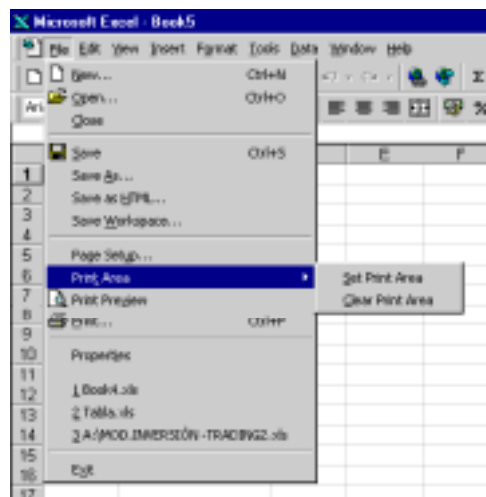 Microsoft Excel - Book5
File Edit View Insert Format Tools Data Window Help
New... Ctrl+N
Open... Ctrl+O
Close
Save Ctrl+S
Save As...
Save as HTML...
Save Workspace...
Page Setup...
Print Area
Set Print Area
Clear Print Area
Print Preview
Print... Ctrl+P
Properties
1 Book4.xls
2 Tabla.xls
3 A:\MOD.INVERSIÓN -TRADING2.xls
Exit
Ari
Σ
%
E F
1
2
3
4
5
6
7
8
9
10
11
12
13
14
15
16
17